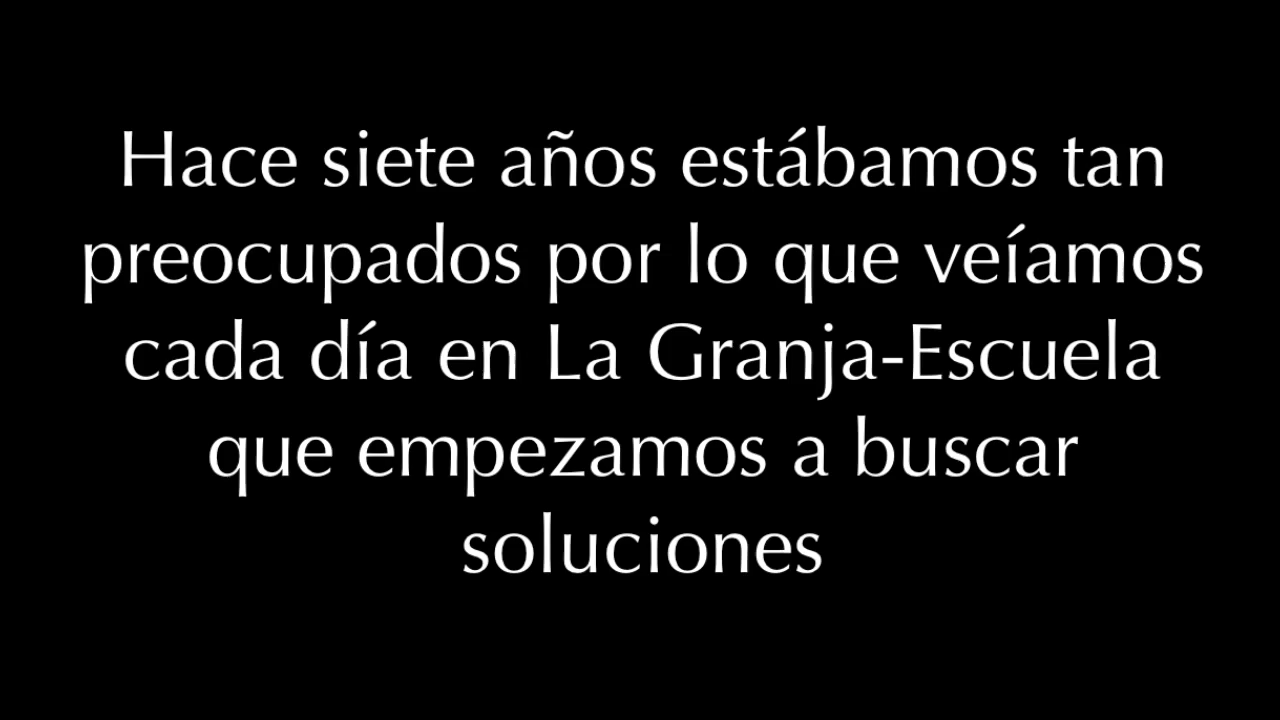 Hace siete años estábamos tan
preocupados por lo que veíamos
cada día en La Granja-Escuela
que empezamos a buscar
soluciones